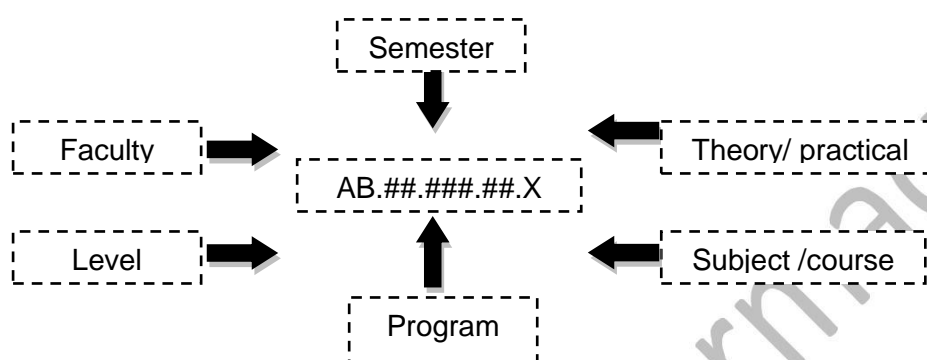 Semester
Faculty
Theory/ practical
AB.##.###.##.X
Level
Subject /course
Program